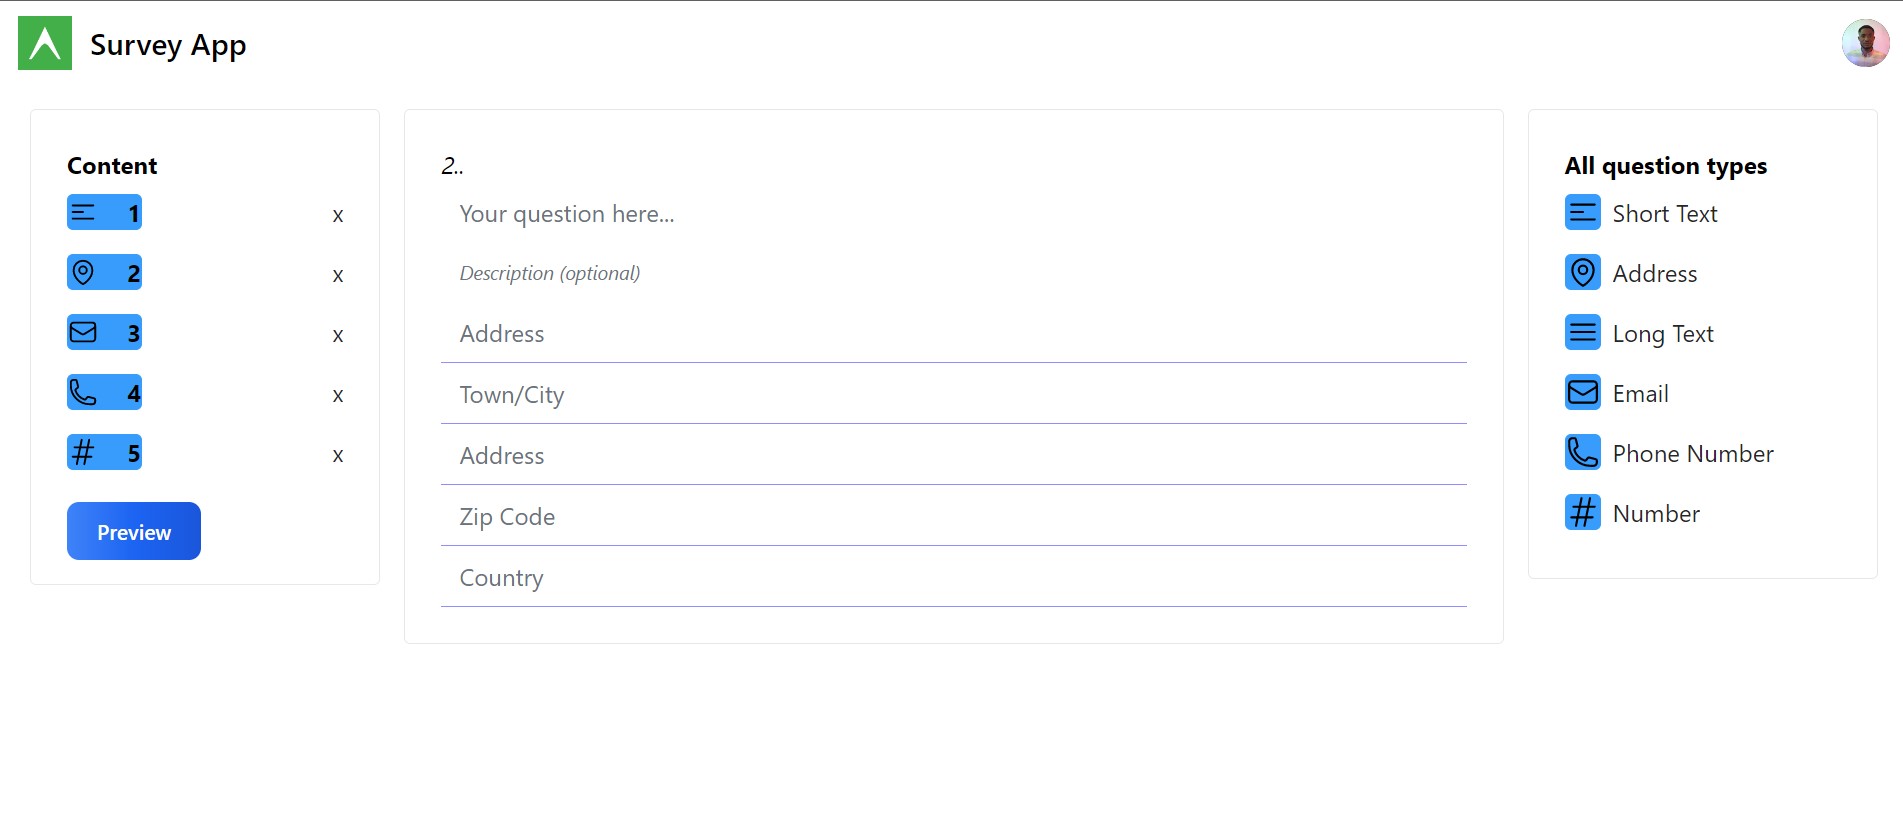 Survey App
Content
1 x
2 x
3 x
4 x
5 x
Preview
2..
Your question here...
Description (optional)
Address
Town/City
Address
Zip Code
Country
All question types
Short Text
Address
Long Text
Email
Phone Number
Number